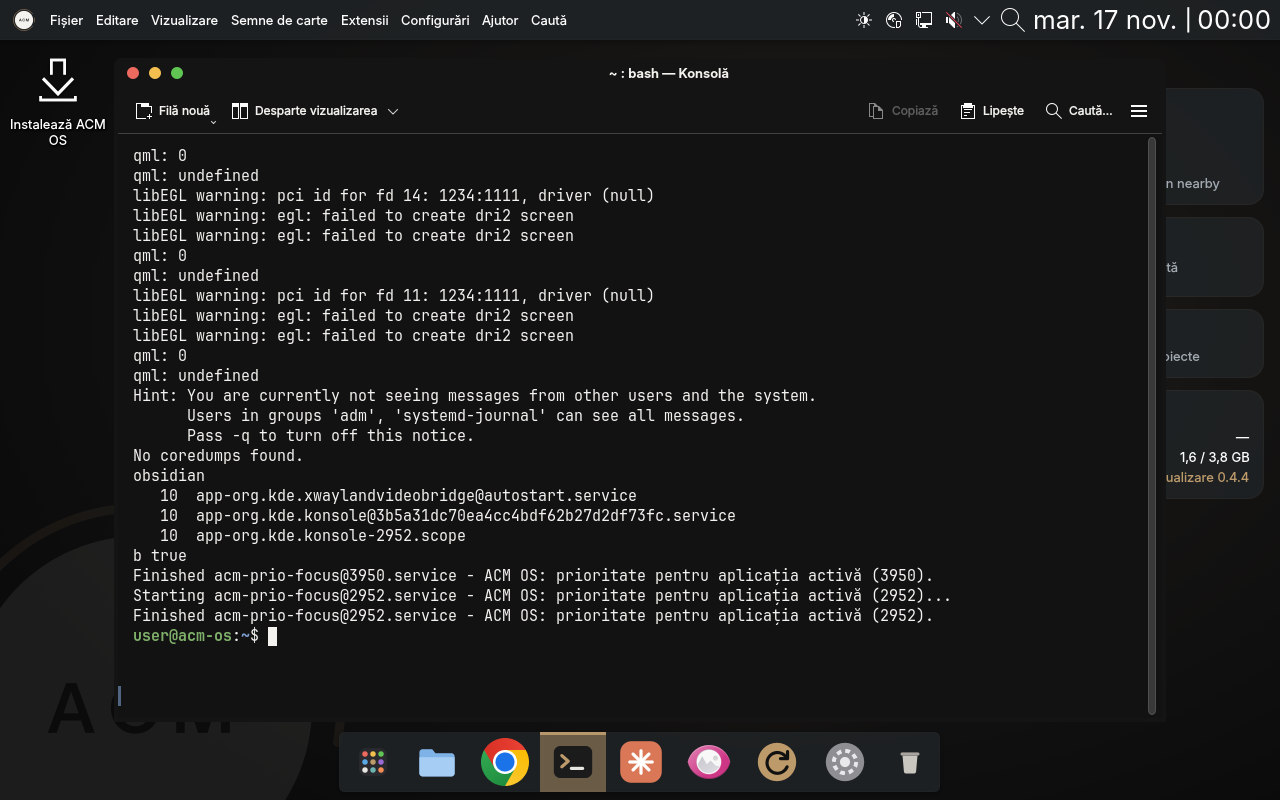 ACM
Fișier
Editare
Vizualizare
Semne de carte
Extensii
Configurări
Ajutor
Caută
mar. 17 nov. | 00:00
Instalează ACM
OS
~ : bash — Konsolă
Filă nouă
Desparte vizualizarea
Copiază
Lipește
Caută...
qml: 0
qml: undefined
libEGL warning: pci id for fd 14: 1234:1111, driver (null)
libEGL warning: egl: failed to create dri2 screen
libEGL warning: egl: failed to create dri2 screen
qml: 0
qml: undefined
libEGL warning: pci id for fd 11: 1234:1111, driver (null)
libEGL warning: egl: failed to create dri2 screen
libEGL warning: egl: failed to create dri2 screen
qml: 0
qml: undefined
Hint: You are currently not seeing messages from other users and the system.
Users in groups 'adm', 'systemd-journal' can see all messages.
Pass -q to turn off this notice.
No coredumps found.
obsidian
10 app-org.kde.xwaylandvideobridge@autostart.service
10 app-org.kde.konsole@3b5a31dc70ea4cc4bdf62b27d2df73fc.service
10 app-org.kde.konsole-2952.scope
b true
Finished acm-prio-focus@3950.service - ACM OS: prioritate pentru aplicația activă (3950).
Starting acm-prio-focus@2952.service - ACM OS: prioritate pentru aplicația activă (2952)...
Finished acm-prio-focus@2952.service - ACM OS: prioritate pentru aplicația activă (2952).
user@acm-os:~$
n nearby
tă
biecte
—
1,6 / 3,8 GB
ualizare 0.4.4
ACM